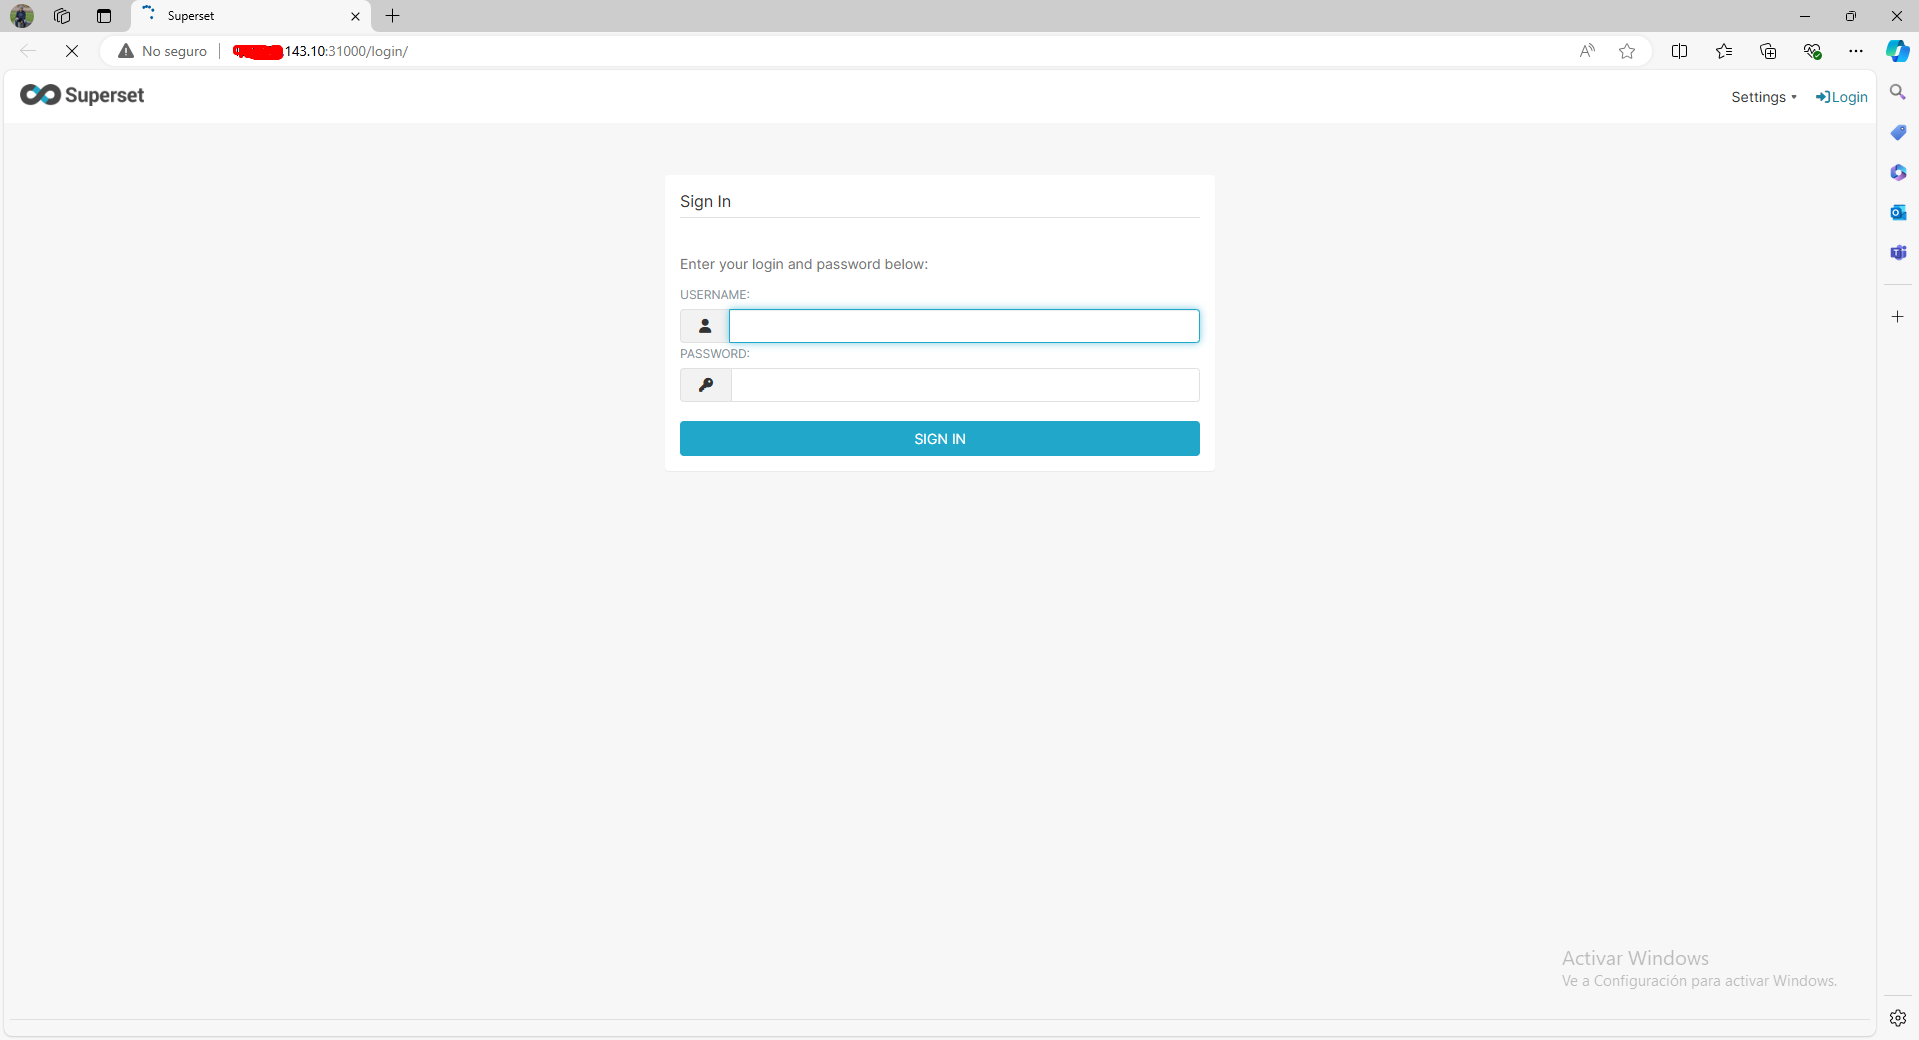 Superset
No seguro
143.10:31000/login/
Superset
Settings
Login
Sign In
Enter your login and password below:
USERNAME:
PASSWORD:
SIGN IN
Activar Windows
Ve a Configuración para activar Windows.